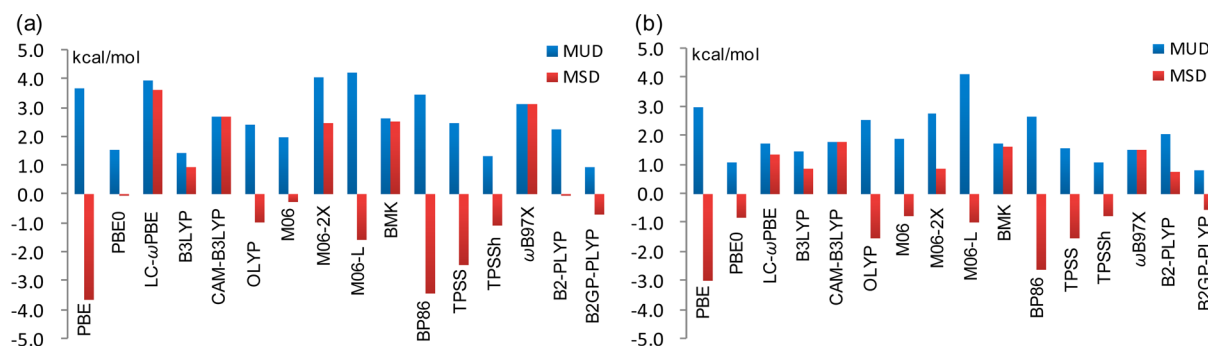 (a)
5.0
4.0
3.0
2.0
1.0
0.0
-1.0
-2.0
-3.0
-4.0
-5.0
kcal/mol
MUD
MSD
PBE
PBE0
LC-ωPBE
B3LYP
CAM-B3LYP
OLYP
M06
M06-2X
M06-L
BMK
BP86
TPSS
TPSSh
ωB97X
B2-PLYP
B2GP-PLYP
(b)
5.0
4.0
3.0
2.0
1.0
0.0
-1.0
-2.0
-3.0
-4.0
-5.0
kcal/mol
MUD
MSD
PBE
PBE0
LC-ωPBE
B3LYP
CAM-B3LYP
OLYP
M06
M06-2X
M06-L
BMK
BP86
TPSS
TPSSh
ωB97X
B2-PLYP
B2GP-PLYP